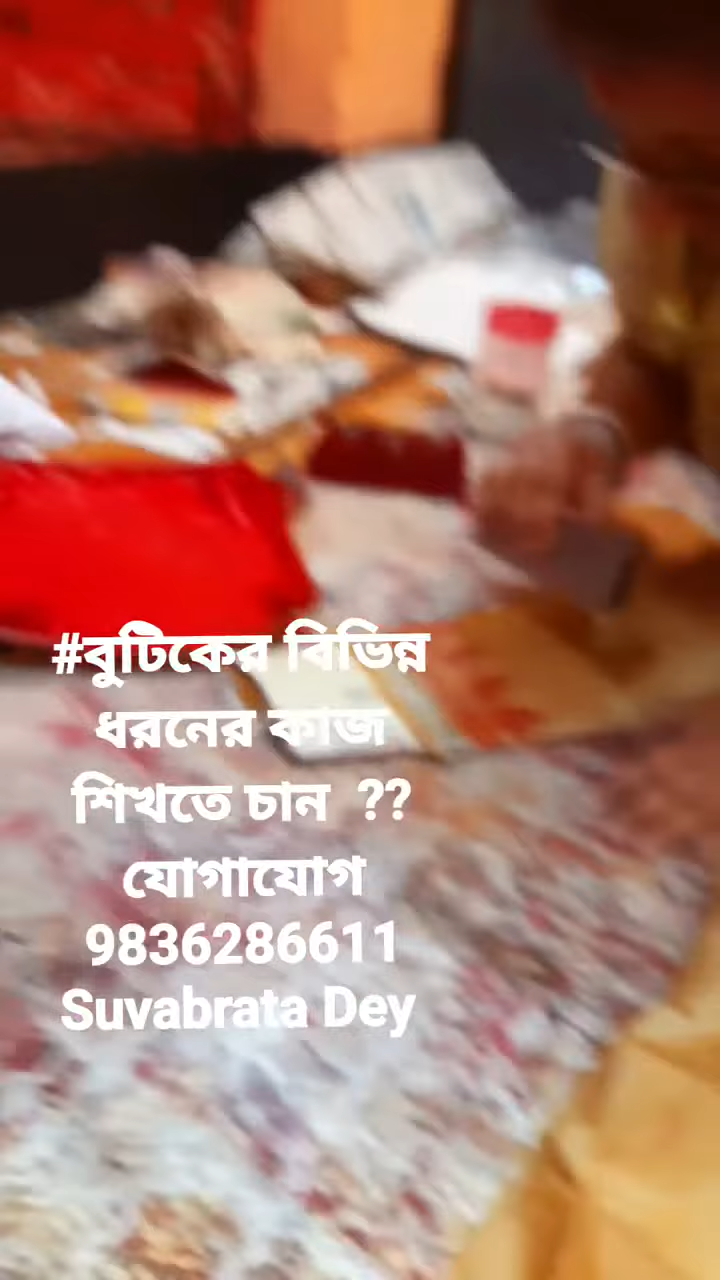 #বুটিকের বিভিন্ন
ধরনের কাজ
শিখতে চান ??
যোগাযোগ
9836286611
Suvabrata Dey